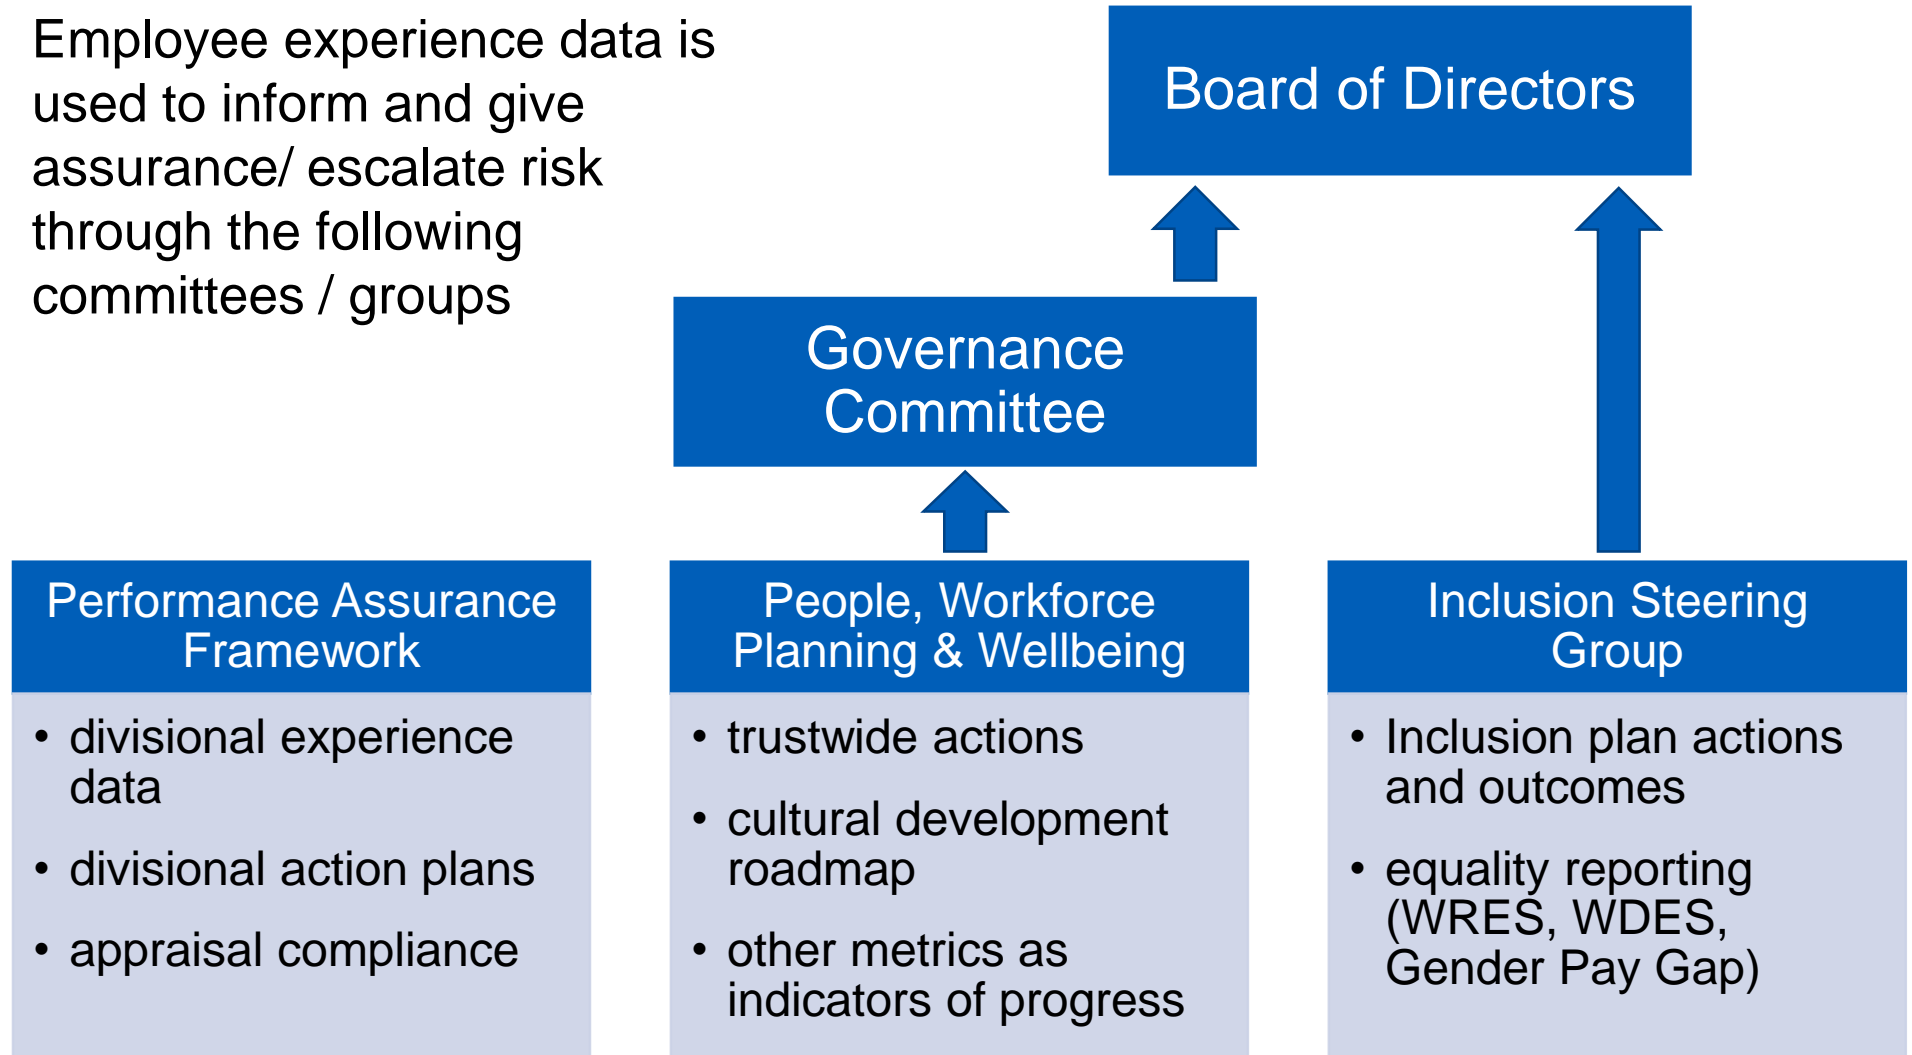 Employee experience data is
used to inform and give
assurance/ escalate risk
through the following
committees / groups
Board of Directors
Governance
Committee
Performance Assurance
Framework
• divisional experience
data
• divisional action plans
• appraisal compliance
People, Workforce
Planning & Wellbeing
• trustwide actions
• cultural development
roadmap
• other metrics as
indicators of progress
Inclusion Steering
Group
• Inclusion plan actions
and outcomes
• equality reporting
(WRES, WDES,
Gender Pay Gap)